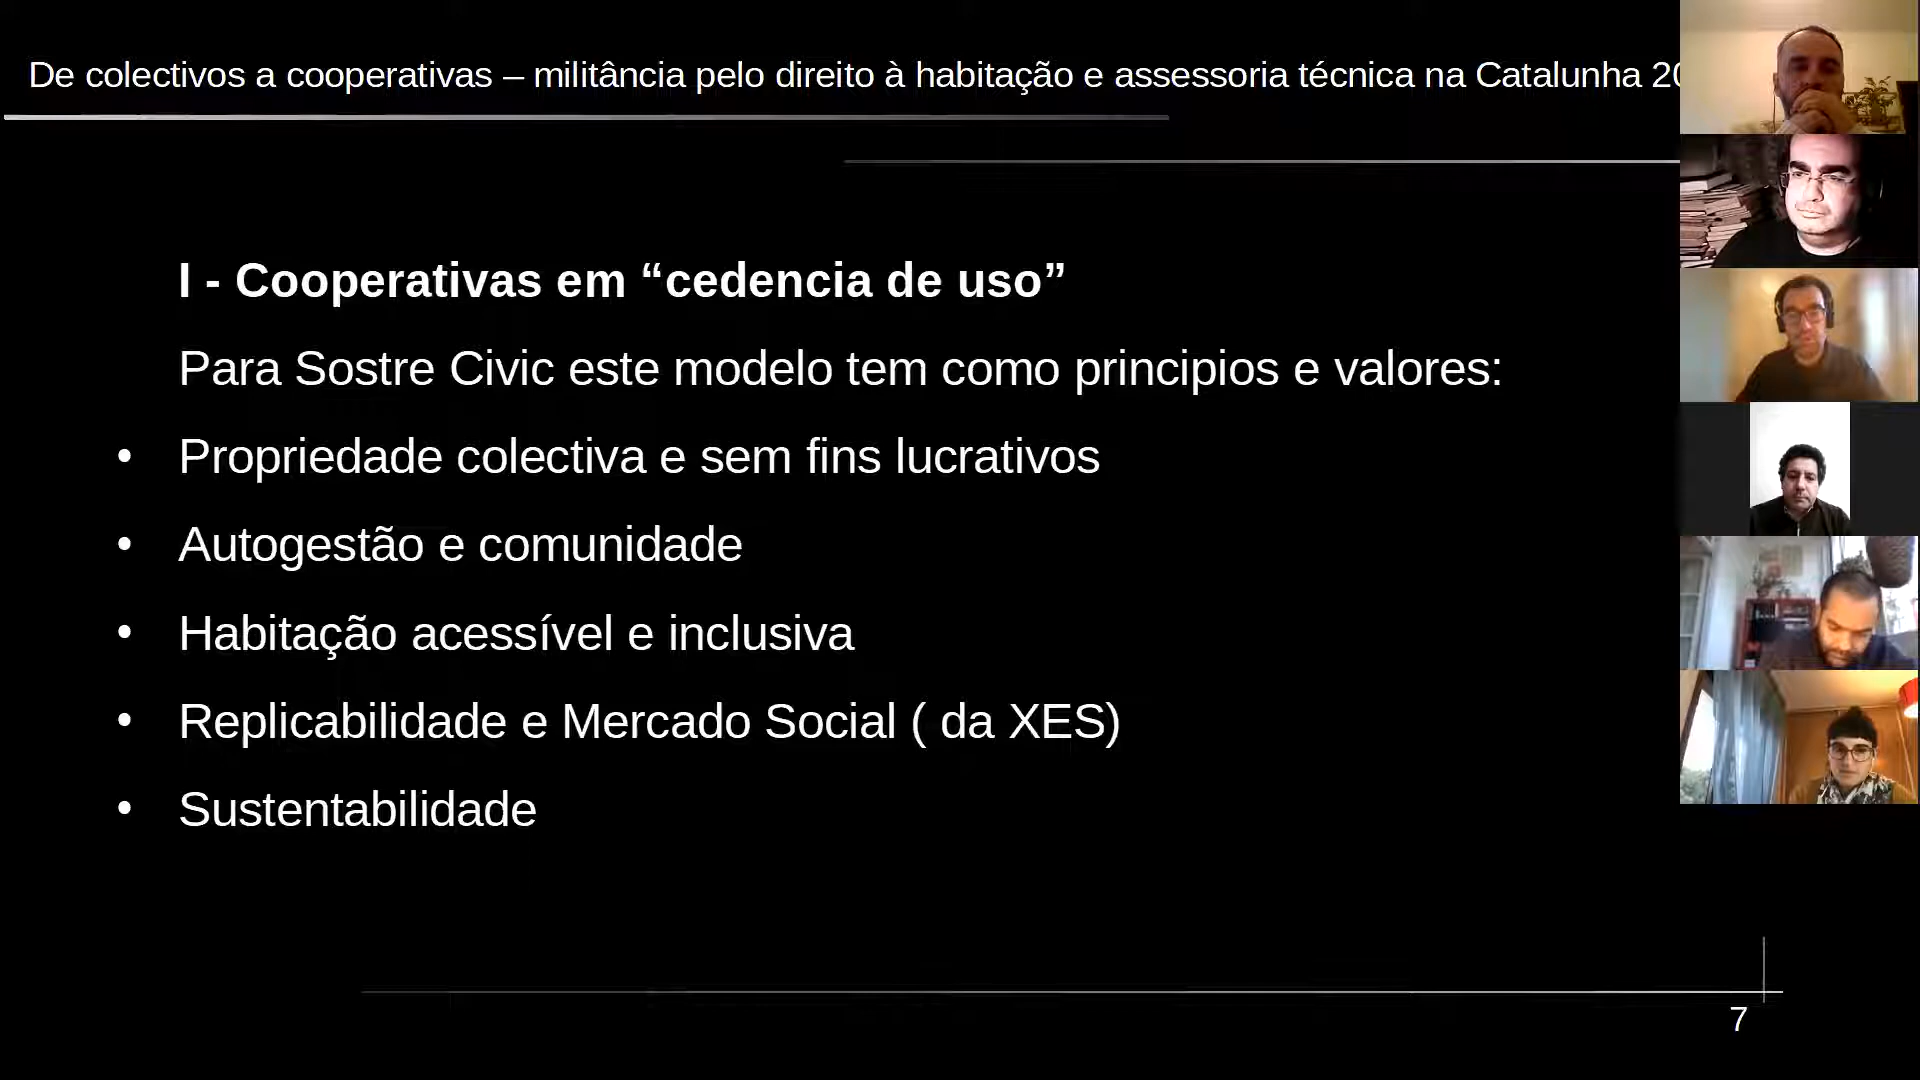 De colectivos a cooperativas – militância pelo direito à habitação e assessoria técnica na Catalunha
I - Cooperativas em “cedencia de uso”
Para Sostre Civic este modelo tem como principios e valores:
• Propriedade colectiva e sem fins lucrativos
• Autogestão e comunidade
• Habitação acessível e inclusiva
• Replicabilidade e Mercado Social ( da XES)
• Sustentabilidade
7